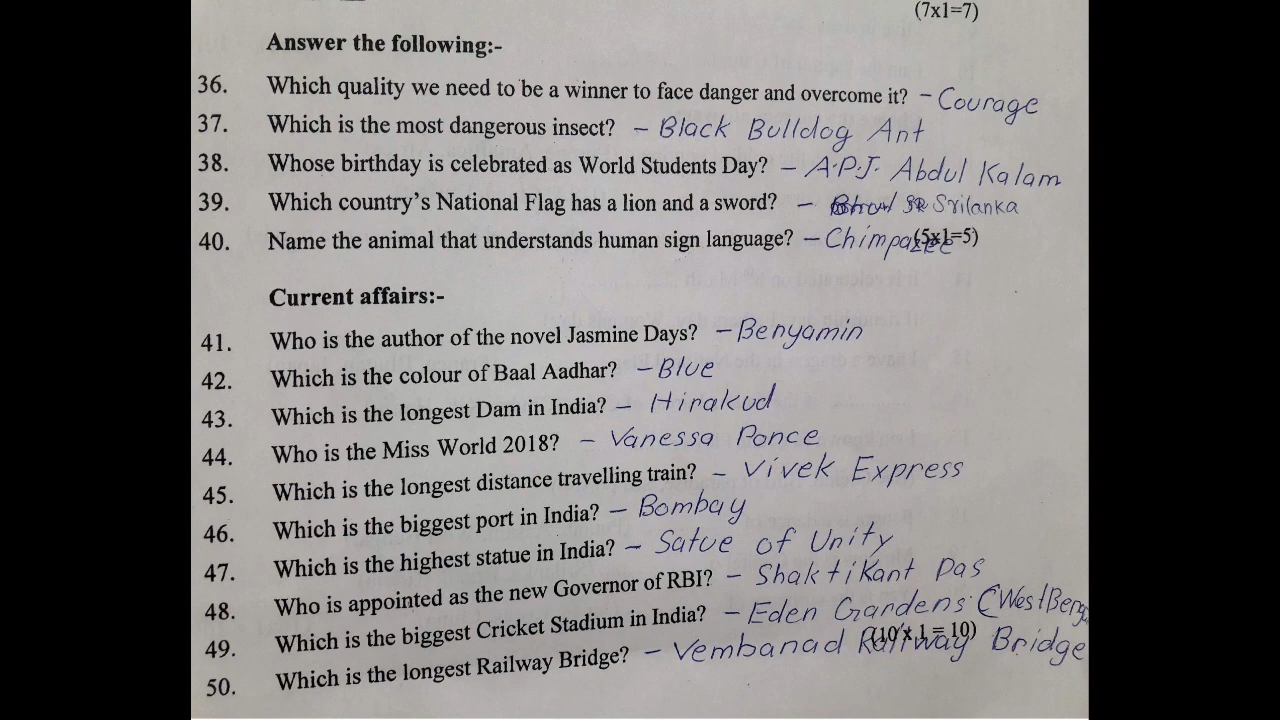 (7x1=7)
Answer the following:-
36. Which quality we need to be a winner to face danger and overcome it? - Courage
37. Which is the most dangerous insect? - Black Bulldog Ant
38. Whose birthday is celebrated as World Students Day? - A.P.J. Abdul Kalam
39. Which country's National Flag has a lion and a sword? - Srilanka
40. Name the animal that understands human sign language? - Chimpazee (5x1=5)
Current affairs:-
41. Who is the author of the novel Jasmine Days? - Benyamin
42. Which is the colour of Baal Aadhar? - Blue
43. Which is the longest Dam in India? - Hirakud
44. Who is the Miss World 2018? - Vanessa Ponce
45. Which is the longest distance travelling train? - Vivek Express
46. Which is the biggest port in India? - Bombay
47. Which is the highest statue in India? - Satue of Unity
48. Who is appointed as the new Governor of RBI? - Shaktikant Das
49. Which is the biggest Cricket Stadium in India? - Eden Gardens (West Benga
(10 x 1 = 10)
50. Which is the longest Railway Bridge? - Vembanad Railway Bridge